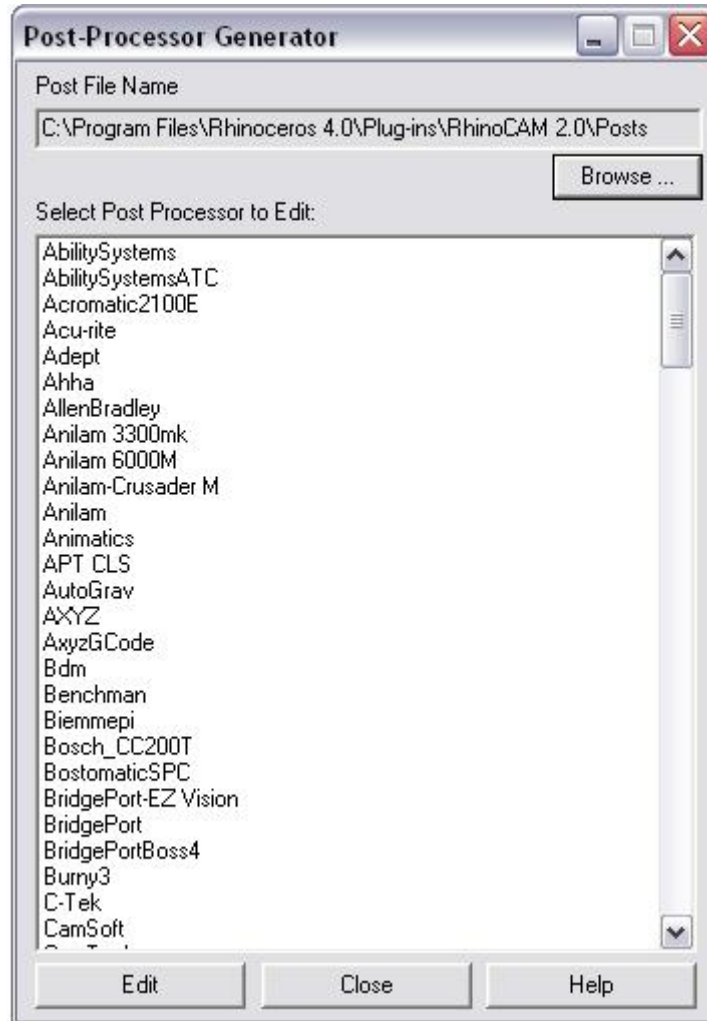 Post-Processor Generator
Post File Name
C:\Program Files\Rhinoceros 4.0\Plug-ins\RhinoCAM 2.0\Posts
Browse ...
Select Post Processor to Edit:
AbilitySystems
AbilitySystemsATC
Acromatic2100E
Acu-rite
Adept
Ahha
AllenBradley
Anilam 3300mk
Anilam 6000M
Anilam-Crusader M
Anilam
Animatics
APT CLS
AutoGrav
AXYZ
AxyzGCode
Bdm
Benchman
Biemmepi
Bosch_CC200T
BostomaticSPC
BridgePort-EZ Vision
BridgePort
BridgePortBoss4
Burny3
C-Tek
CamSoft
Edit
Close
Help